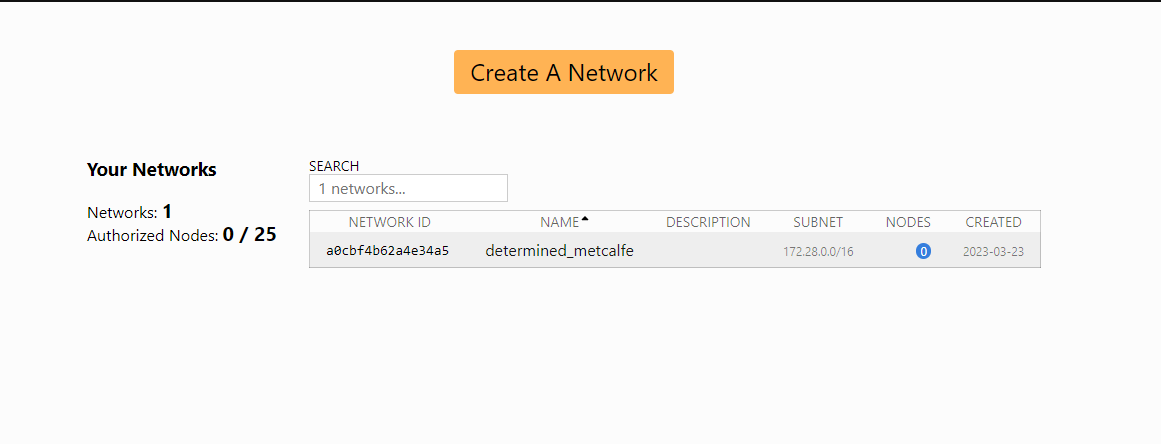 Create A Network
Your Networks
Networks: 1
Authorized Nodes: 0 / 25
SEARCH
1 networks...
NETWORK ID NAME DESCRIPTION SUBNET NODES CREATED
a0cbf4b62a4e34a5 determined_metcalfe 172.28.0.0/16 0 2023-03-23